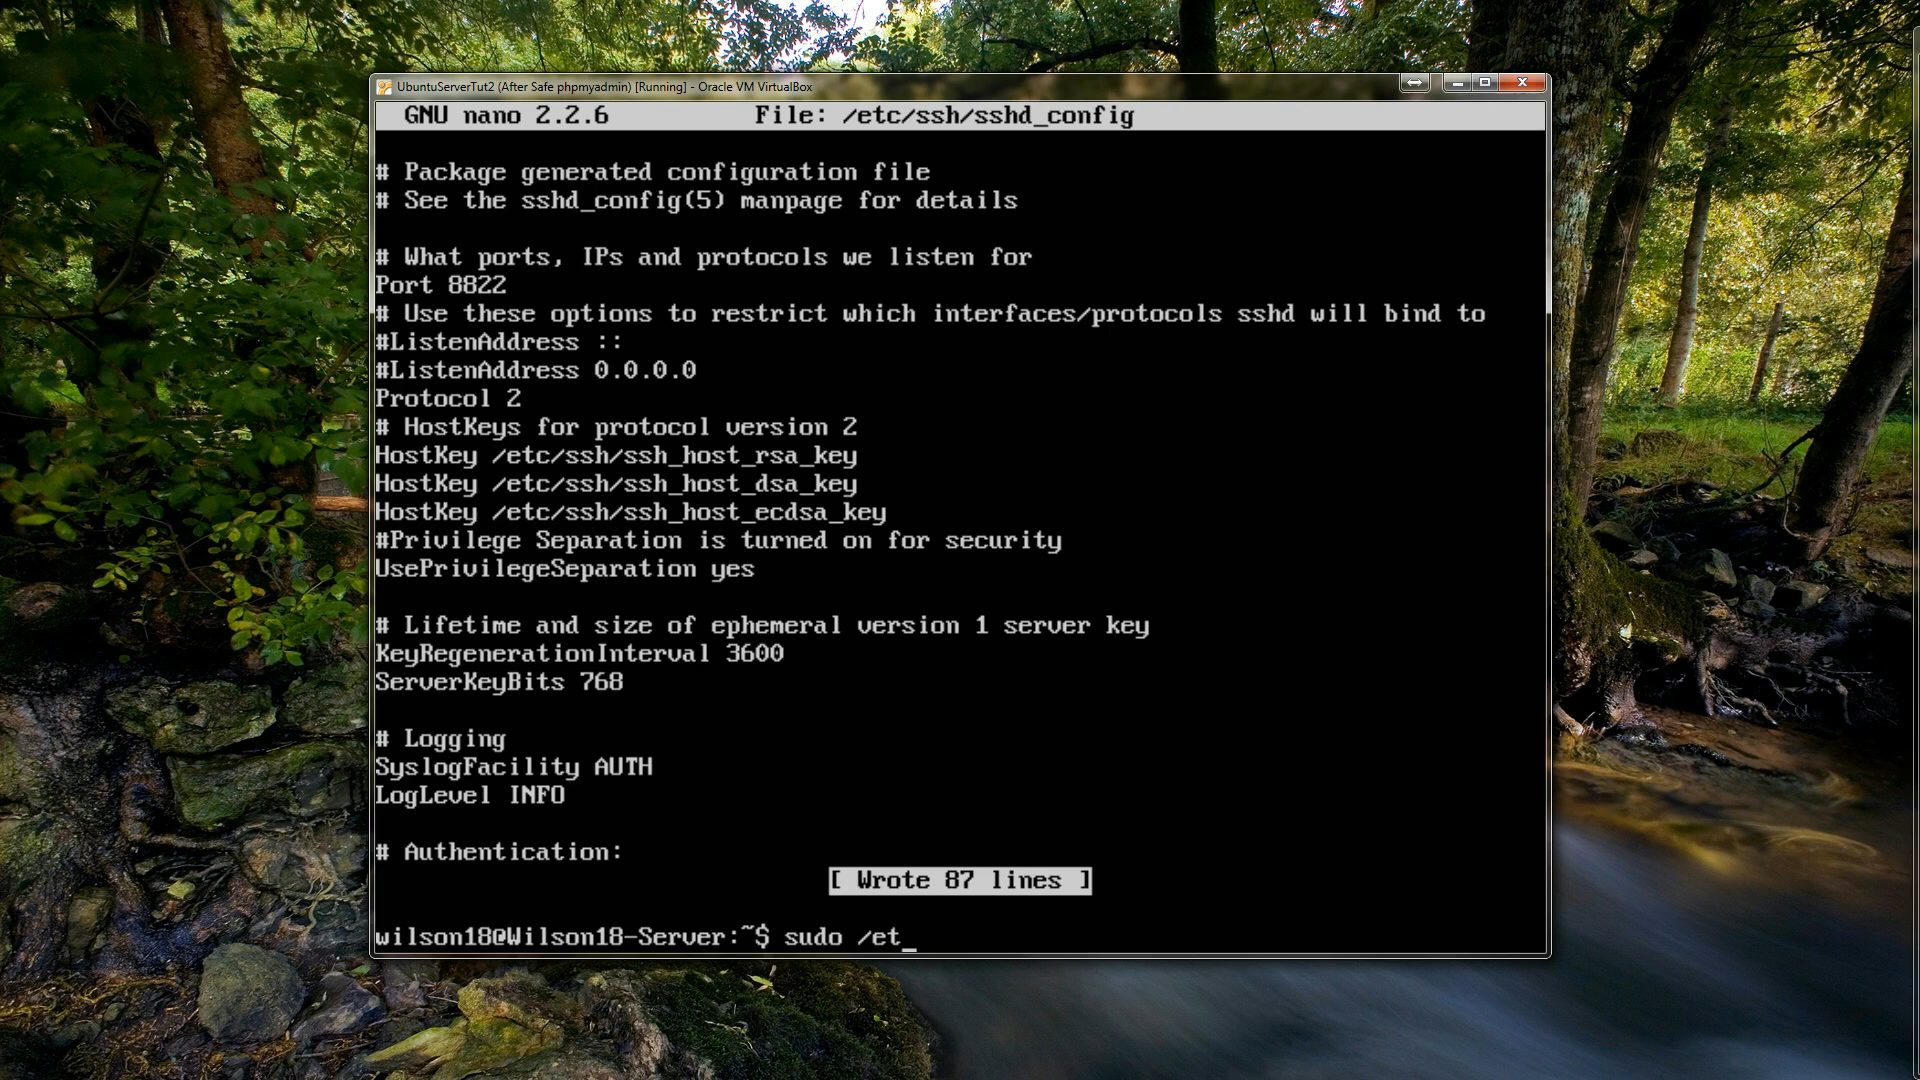 UbuntuServerTut2 (After Safe phpmyadmin) [Running] - Oracle VM VirtualBox
GNU nano 2.2.6 File: /etc/ssh/sshd_config
# Package generated configuration file
# See the sshd_config(5) manpage for details
# What ports, IPs and protocols we listen for
Port 8822
# Use these options to restrict which interfaces/protocols sshd will bind to
#ListenAddress ::
#ListenAddress 0.0.0.0
Protocol 2
# HostKeys for protocol version 2
HostKey /etc/ssh/ssh_host_rsa_key
HostKey /etc/ssh/ssh_host_dsa_key
HostKey /etc/ssh/ssh_host_ecdsa_key
#Privilege Separation is turned on for security
UsePrivilegeSeparation yes
# Lifetime and size of ephemeral version 1 server key
KeyRegenerationInterval 3600
ServerKeyBits 768
# Logging
SyslogFacility AUTH
LogLevel INFO
# Authentication:
[ Wrote 87 lines ]
wilson18@Wilson18-Server:~$ sudo /et_